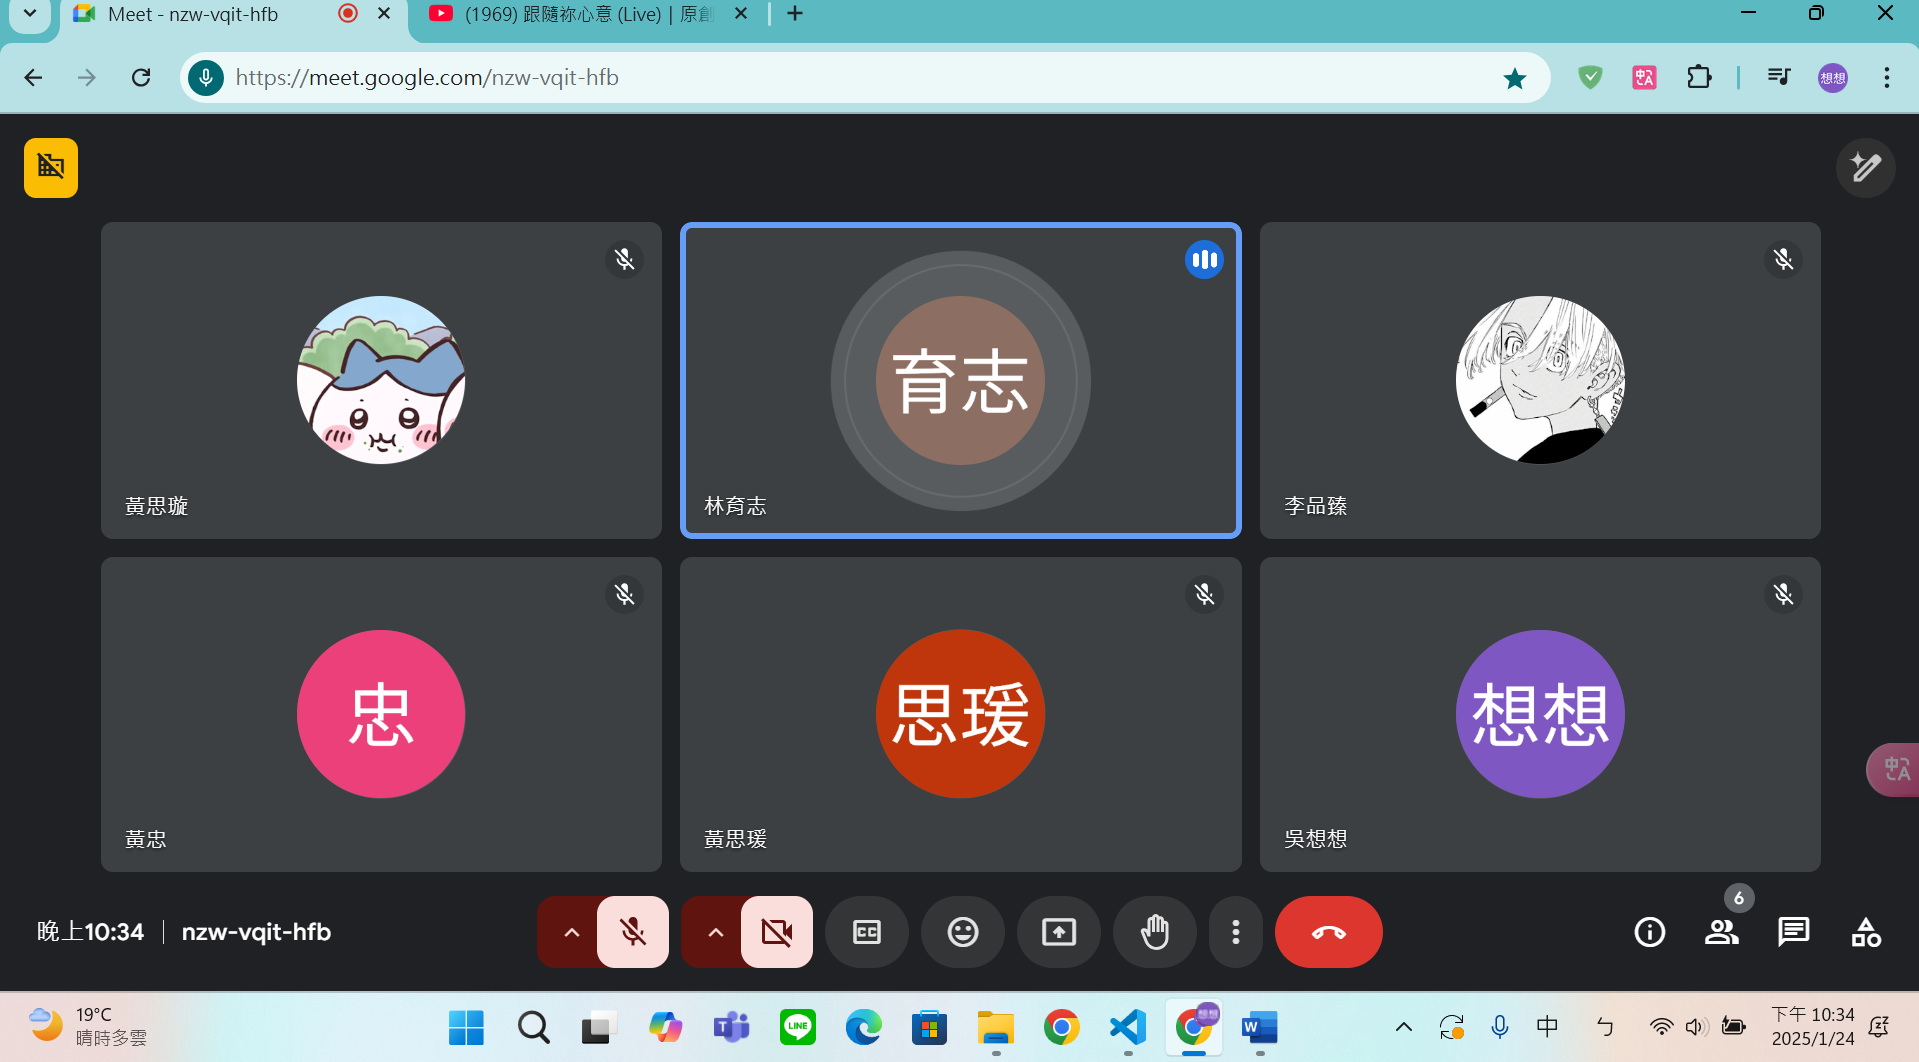 Meet - nzw-vqit-hfb
(1969) 跟隨祢心意 (Live)｜原創
https://meet.google.com/nzw-vqit-hfb
想想
育志
黃思璇
林育志
李品臻
忠
思瑗
想想
黃忠
黃思瑗
吳想想
晚上10:34
nzw-vqit-hfb
CC
6
19°C
晴時多雲
LINE
中
ㄅ
下午 10:34
2025/1/24